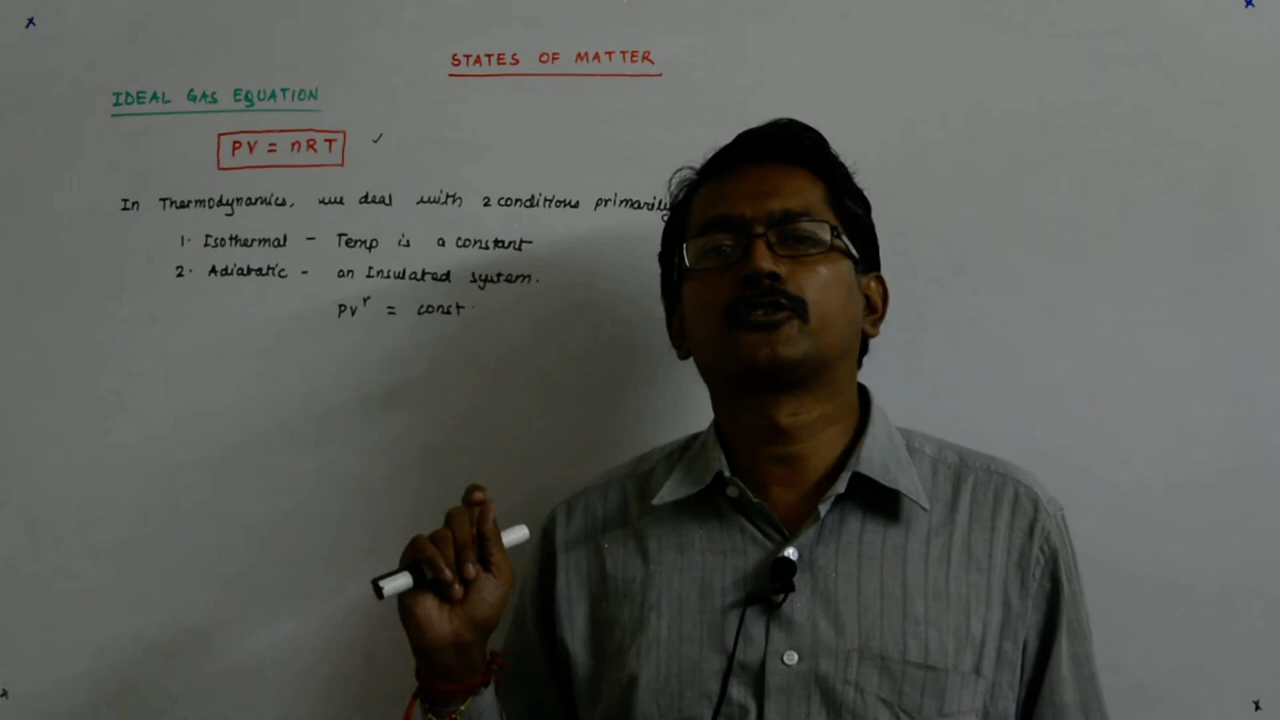 STATES OF MATTER
IDEAL GAS EQUATION
PV = nRT ✓
In Thermodynamics, we deal with 2 conditions primarily
1. Isothermal - Temp is a constant
2. Adiabatic - an Insulated system.
PV^r = const.